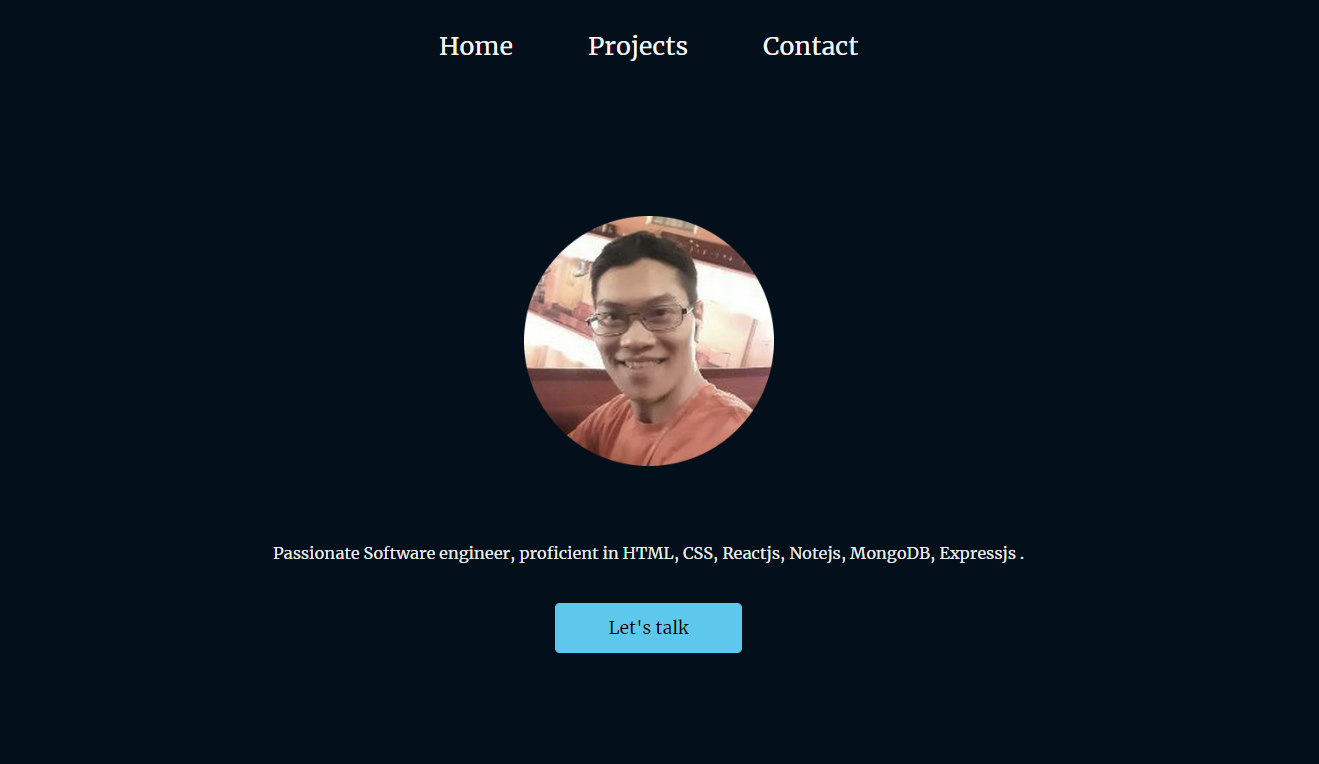 Home Projects Contact
Passionate Software engineer, proficient in HTML, CSS, Reactjs, Notejs, MongoDB, Expressjs .
Let's talk